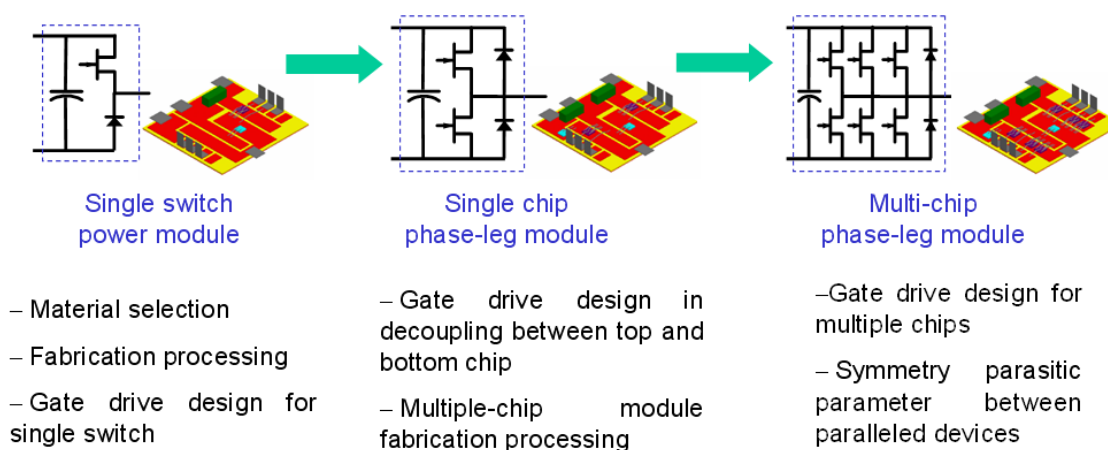 Single switch
power module
Single chip
phase-leg module
Multi-chip
phase-leg module
– Material selection
– Fabrication processing
– Gate drive design for
single switch
– Gate drive design in
decoupling between top and
bottom chip
– Multiple-chip module
fabrication processing
–Gate drive design for
multiple chips
– Symmetry parasitic
parameter between
paralleled devices